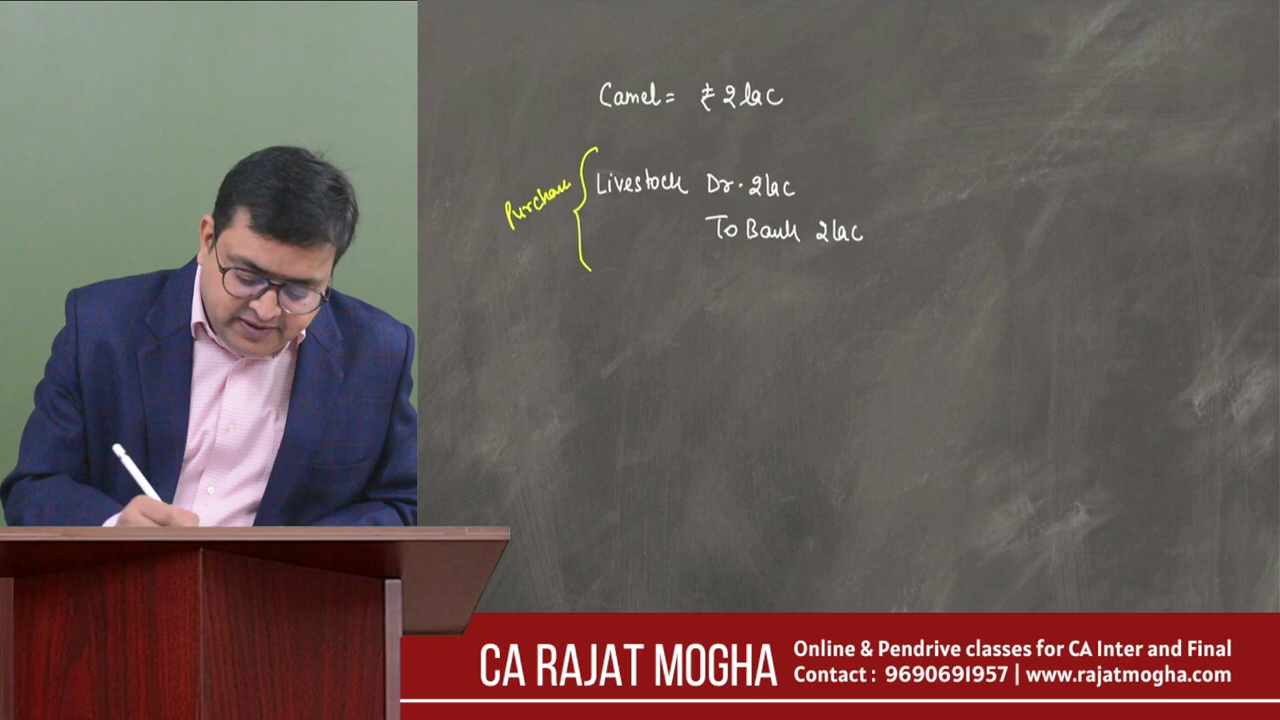 Camel = ₹ 2 lac
Purchase
Livestock Dr. 2 lac
To Bank 2 lac
CA RAJAT MOGHA
Online & Pendrive classes for CA Inter and Final
Contact : 9690691957 | www.rajatmogha.com